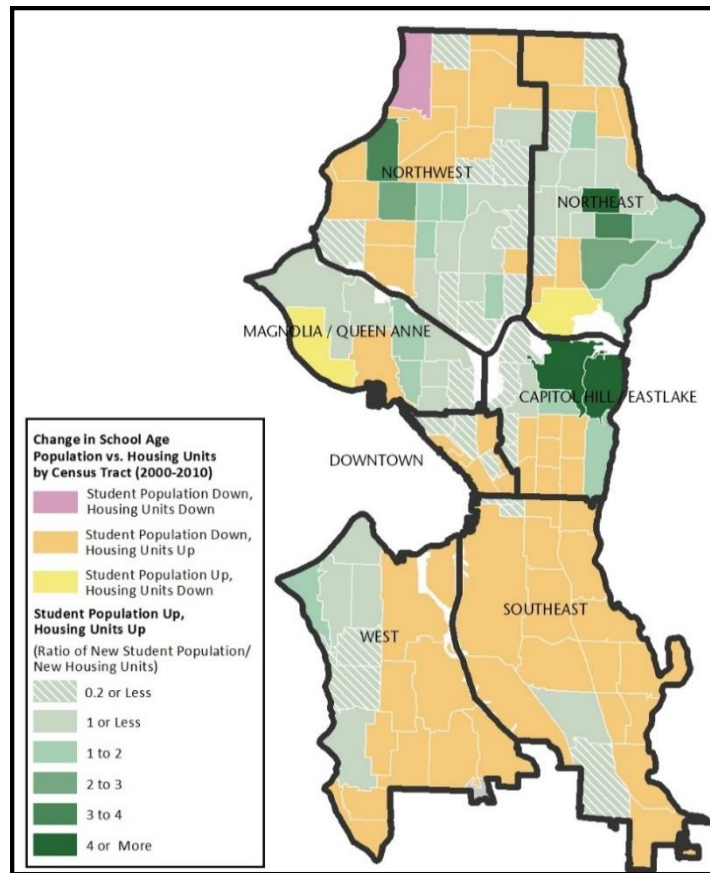 NORTHWEST
NORTHEAST
MAGNOLIA / QUEEN ANNE
CAPITOL HILL / EASTLAKE
DOWNTOWN
WEST
SOUTHEAST
Change in School Age
Population vs. Housing Units
by Census Tract (2000-2010)
Student Population Down,
Housing Units Down
Student Population Down,
Housing Units Up
Student Population Up,
Housing Units Down
Student Population Up,
Housing Units Up
(Ratio of New Student Population/
New Housing Units)
0.2 or Less
1 or Less
1 to 2
2 to 3
3 to 4
4 or More